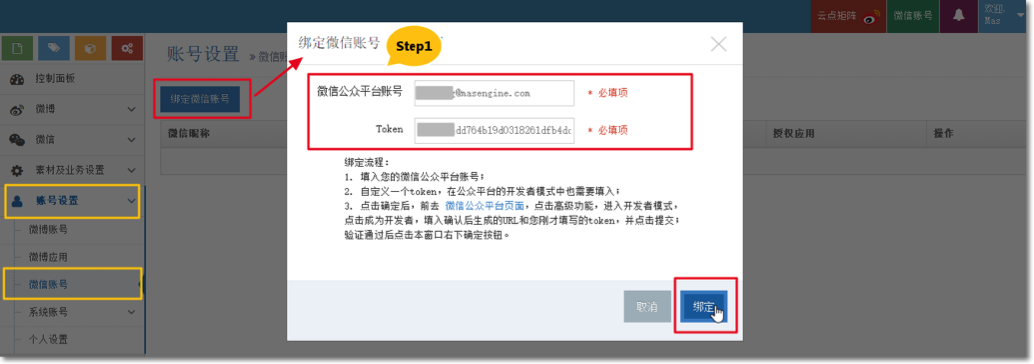 云点矩阵
微信账号
欢迎,
Mas
控制面板
微博
微信
素材及业务设置
账号设置
微博账号
微博应用
微信账号
系统账号
个人设置
账号设置 » 微信账
绑定微信账号
微信昵称
授权应用
操作
绑定微信账号
Step1
微信公众平台账号
@masengine.com
* 必填项
Token
dd764b19d0318261dfb4dc
* 必填项
绑定流程：
1. 填入您的微信公众平台账号；
2. 自定义一个token，在公众平台的开发者模式中也需要填入；
3. 点击确定后，前去 微信公众平台页面，点击高级功能，进入开发者模式，
点击成为开发者，填入确认后生成的URL和您刚才填写的token，并点击提交；
验证通过后点击本窗口右下确定按钮。
取消
绑定